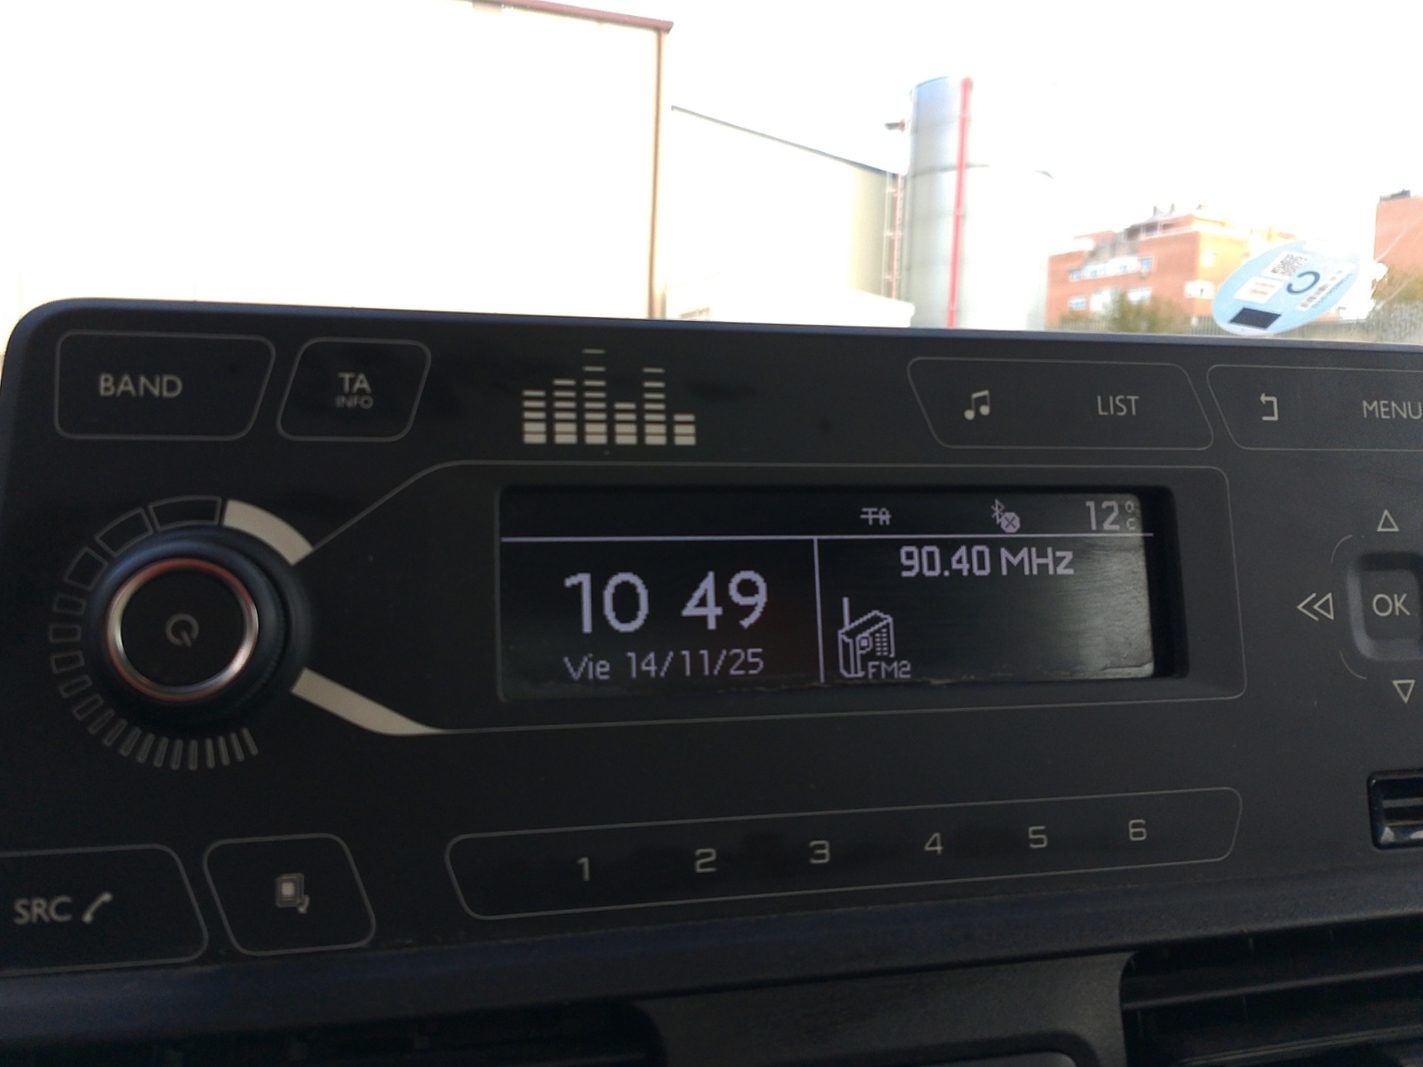 BAND
TA
INFO
LIST
MENU
TA
12 °C
90.40 MHz
10 49
Vie 14/11/25
FM2
OK
1 2 3 4 5 6
SRC
C